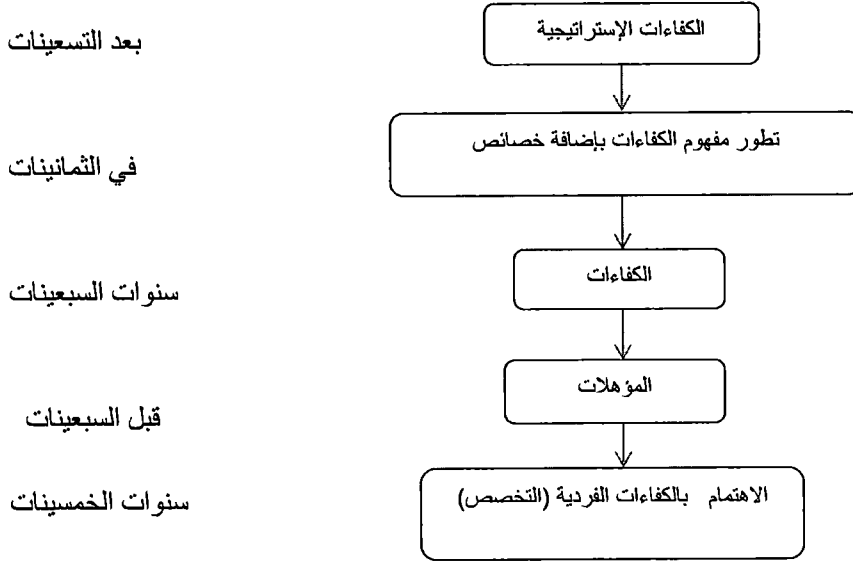 الكفاءات الإستراتيجية
بعد التسعينات
تطور مفهوم الكفاءات بإضافة خصائص
في الثمانينات
الكفاءات
سنوات السبعينات
المؤهلات
قبل السبعينات
الاهتمام بالكفاءات الفردية (التخصص)
سنوات الخمسينات